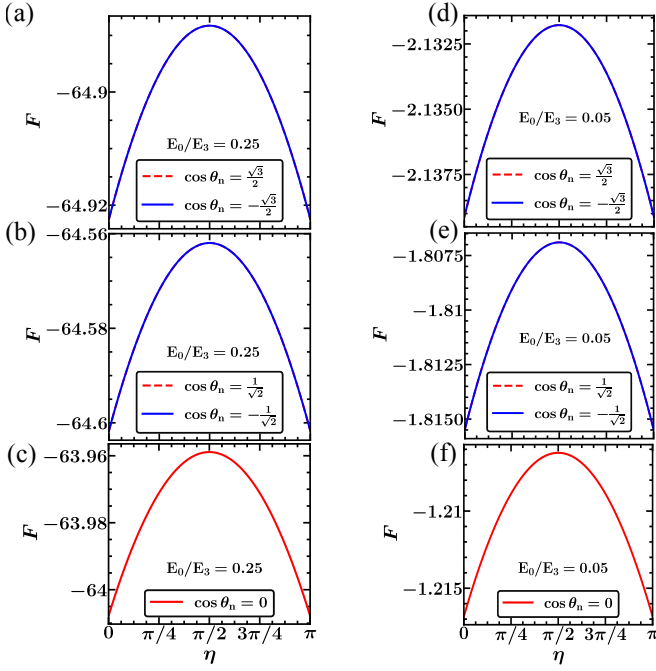 (a)
F
−64.9
−64.92
E₀/E₃ = 0.25
cos θₙ = √3/2
cos θₙ = −√3/2
(b)
F
−64.56
−64.58
−64.6
E₀/E₃ = 0.25
cos θₙ = 1/√2
cos θₙ = −1/√2
(c)
F
−63.96
−63.98
−64
E₀/E₃ = 0.25
cos θₙ = 0
0 π/4 π/2 3π/4 π
η
(d)
F
−2.1325
−2.135
−2.1375
E₀/E₃ = 0.05
cos θₙ = √3/2
cos θₙ = −√3/2
(e)
F
−1.8075
−1.81
−1.8125
−1.8150
E₀/E₃ = 0.05
cos θₙ = 1/√2
cos θₙ = −1/√2
(f)
F
−1.21
−1.215
E₀/E₃ = 0.05
cos θₙ = 0
0 π/4 π/2 3π/4 π
η